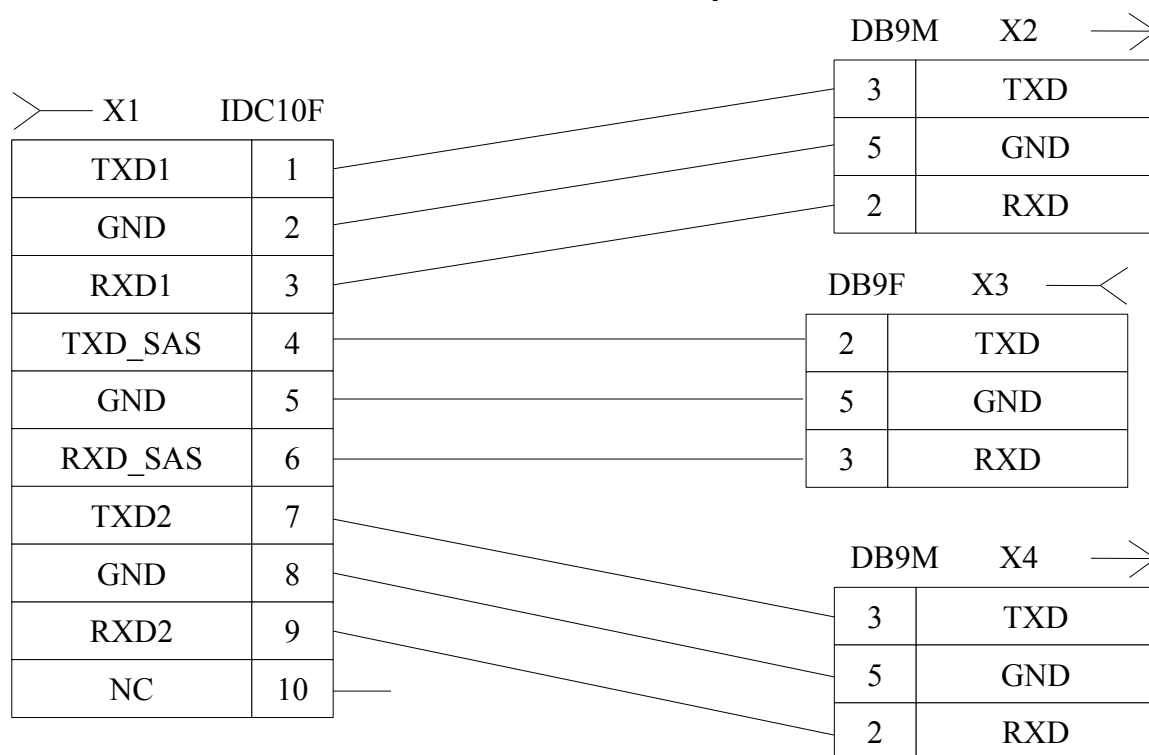 DB9M X2
3 TXD
5 GND
2 RXD
X1 IDC10F
TXD1 1
GND 2
RXD1 3
TXD_SAS 4
GND 5
RXD_SAS 6
TXD2 7
GND 8
RXD2 9
NC 10
DB9F X3
2 TXD
5 GND
3 RXD
DB9M X4
3 TXD
5 GND
2 RXD